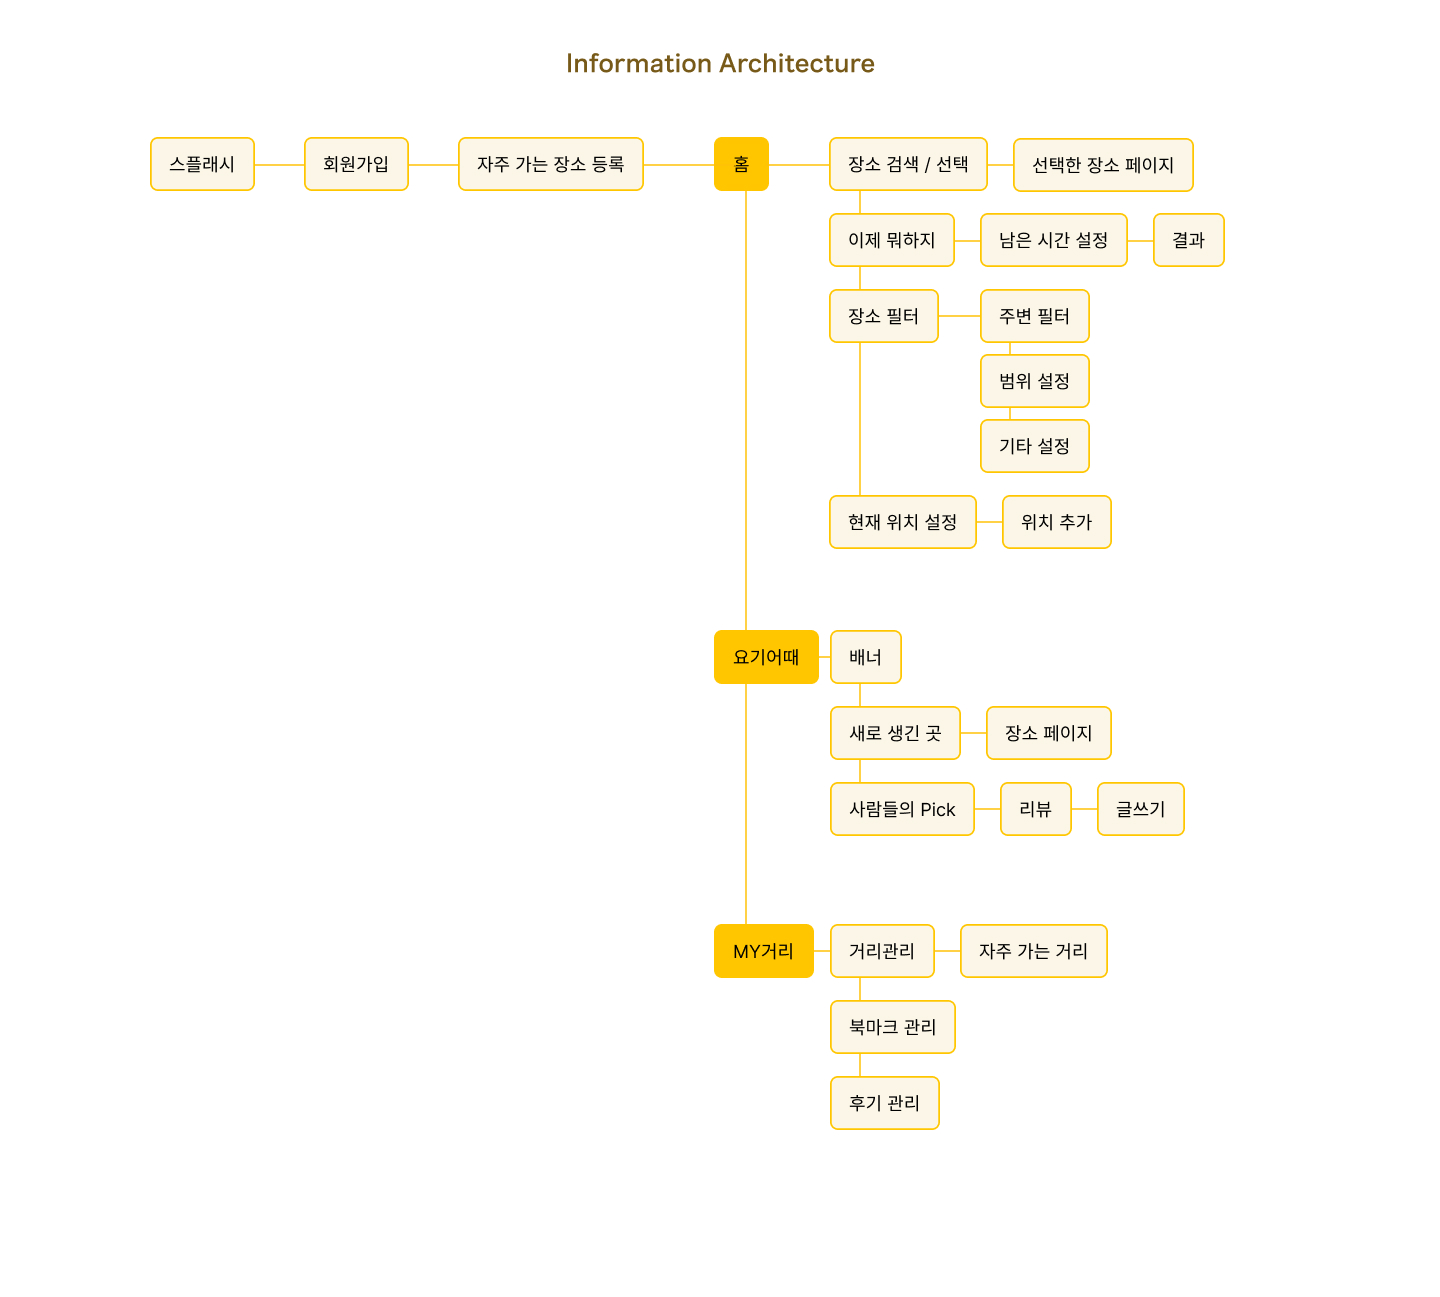 Information Architecture
스플래시
회원가입
자주 가는 장소 등록
홈
장소 검색 / 선택
선택한 장소 페이지
이제 뭐하지
남은 시간 설정
결과
장소 필터
주변 필터
범위 설정
기타 설정
현재 위치 설정
위치 추가
요기어때
배너
새로 생긴 곳
장소 페이지
사람들의 Pick
리뷰
글쓰기
MY거리
거리관리
자주 가는 거리
북마크 관리
후기 관리